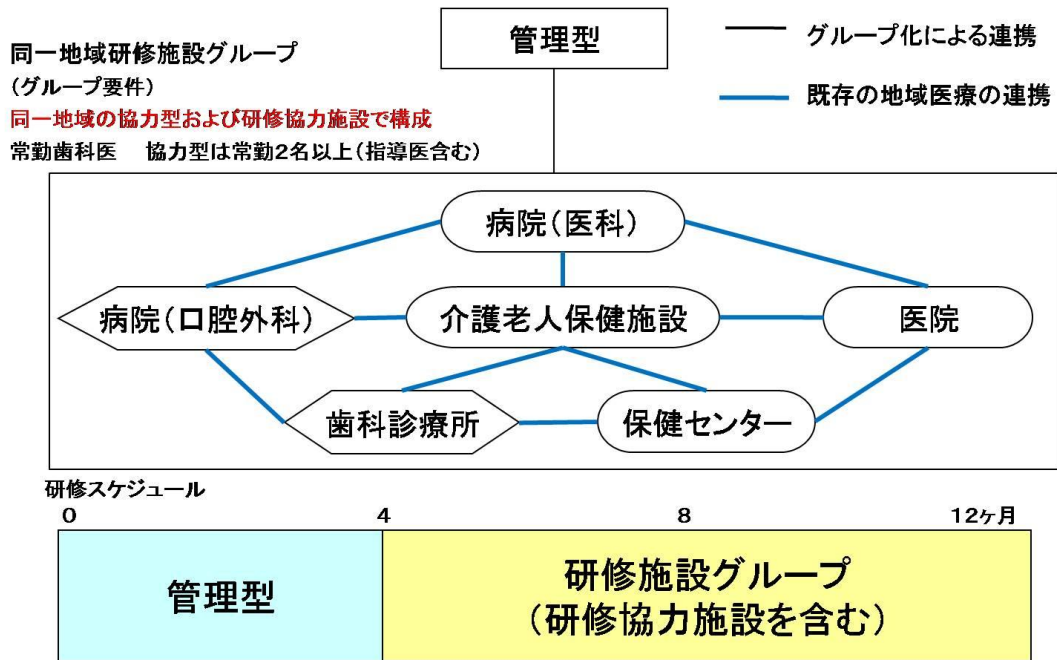 同一地域研修施設グループ
(グループ要件)
同一地域の協力型および研修協力施設で構成
常勤歯科医　協力型は常勤2名以上(指導医含む)
管理型
グループ化による連携
既存の地域医療の連携
病院(医科)
病院(口腔外科)
介護老人保健施設
医院
歯科診療所
保健センター
研修スケジュール
0 4 8 12ヶ月
管理型
研修施設グループ
(研修協力施設を含む)